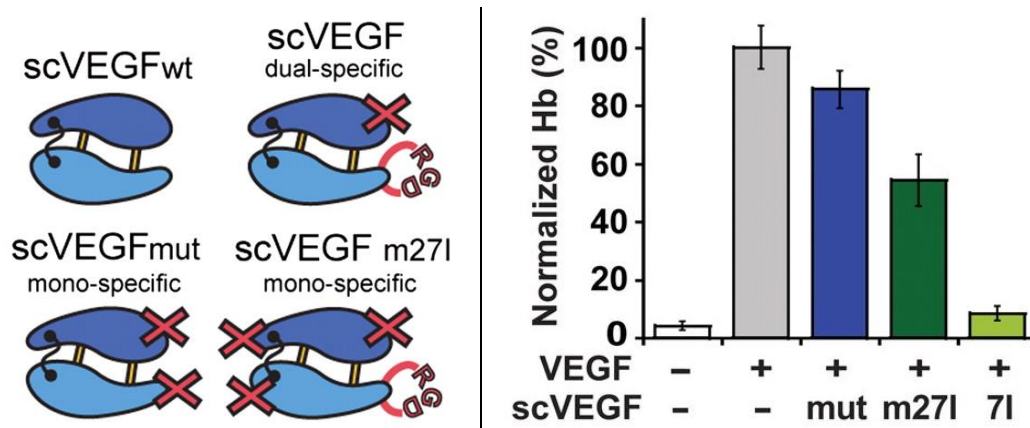 scVEGFwt
scVEGF
dual-specific
RGD
scVEGFmut
mono-specific
scVEGF m27I
mono-specific
RGD
Normalized Hb (%)
100
80
60
40
20
0
VEGF - + + + +
scVEGF - - mut m27I 7I